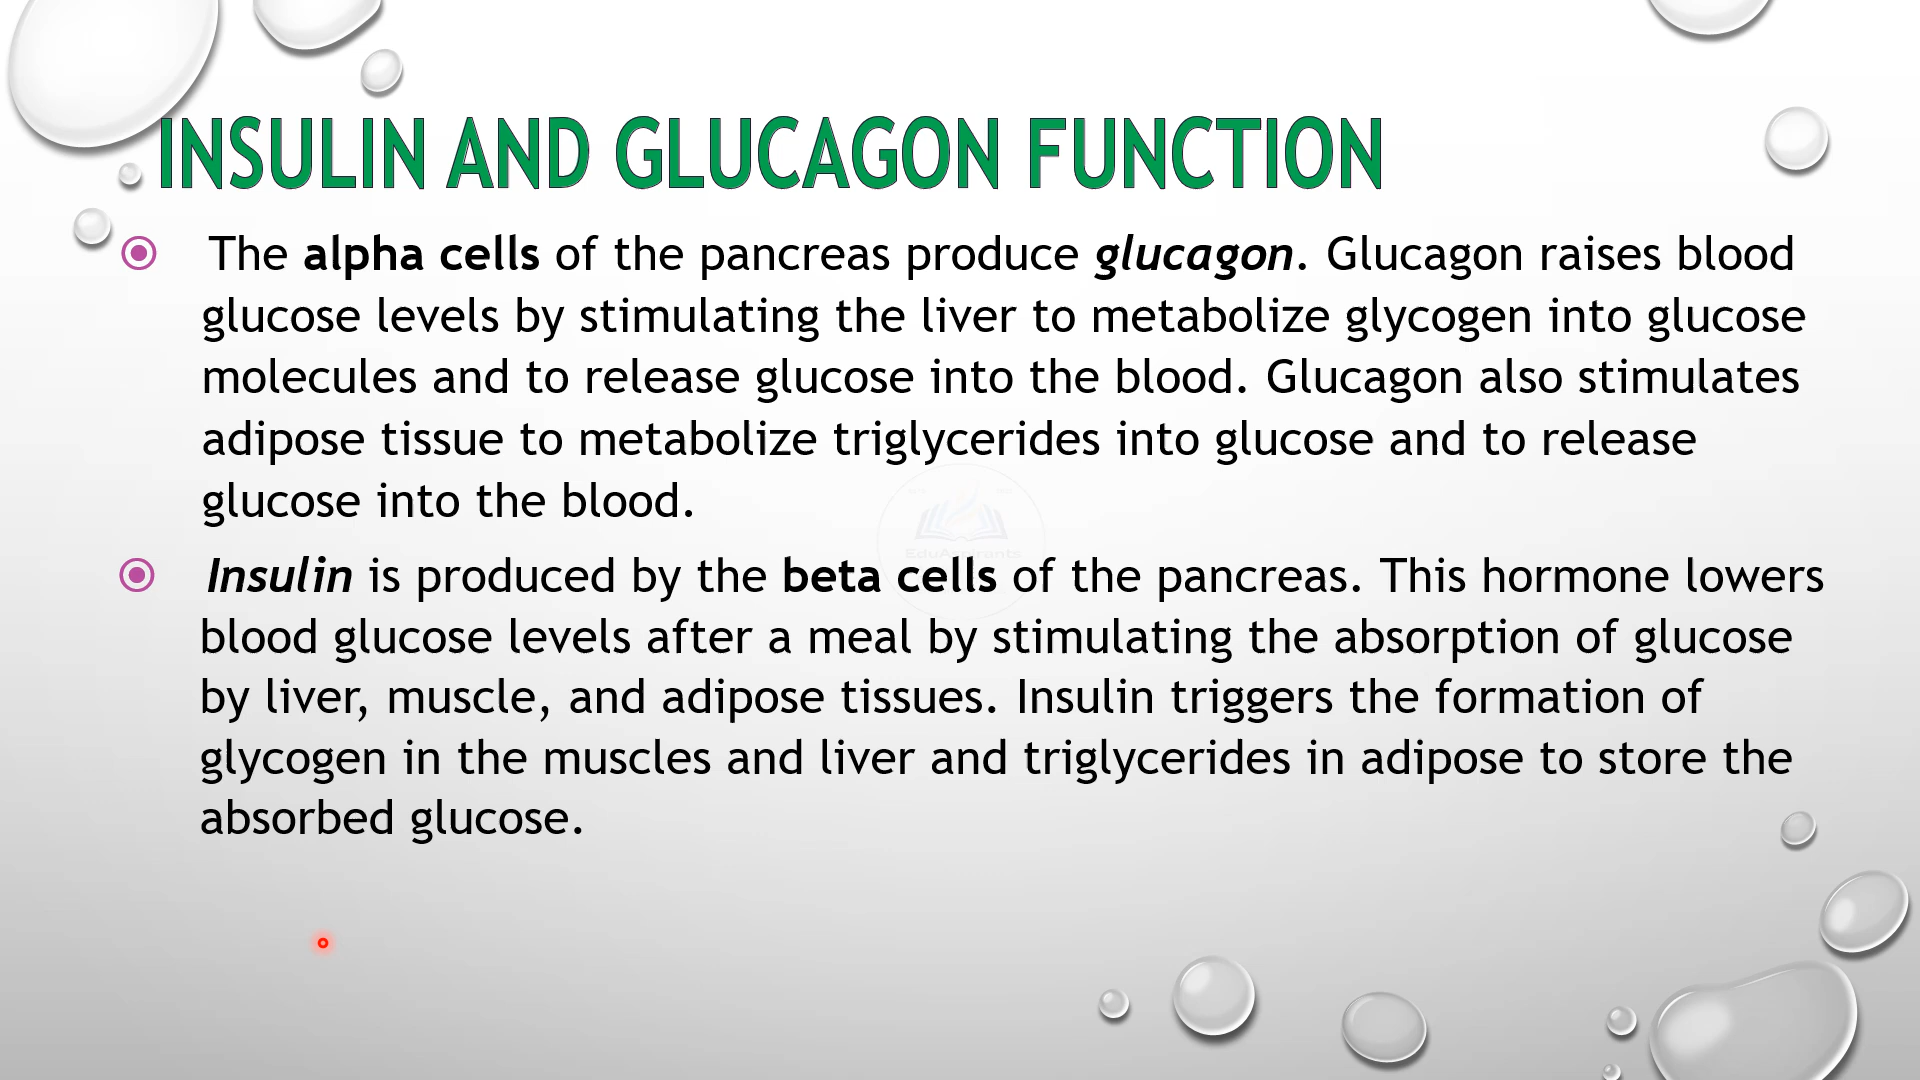 INSULIN AND GLUCAGON FUNCTION
The alpha cells of the pancreas produce glucagon. Glucagon raises blood
glucose levels by stimulating the liver to metabolize glycogen into glucose
molecules and to release glucose into the blood. Glucagon also stimulates
adipose tissue to metabolize triglycerides into glucose and to release
glucose into the blood.
EduAspirants
Insulin is produced by the beta cells of the pancreas. This hormone lowers
blood glucose levels after a meal by stimulating the absorption of glucose
by liver, muscle, and adipose tissues. Insulin triggers the formation of
glycogen in the muscles and liver and triglycerides in adipose to store the
absorbed glucose.